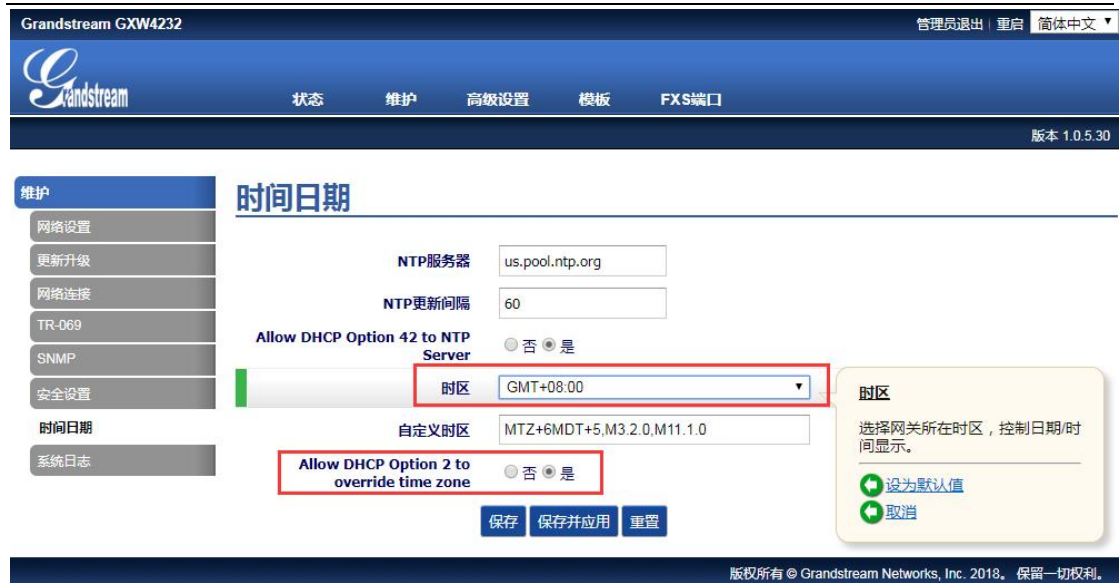 Grandstream GXW4232
管理员退出 | 重启 简体中文
Grandstream
状态 维护 高级设置 模板 FXS端口
版本 1.0.5.30
维护
网络设置
更新升级
网络连接
TR-069
SNMP
安全设置
时间日期
系统日志
时间日期
NTP服务器 us.pool.ntp.org
NTP更新间隔 60
Allow DHCP Option 42 to NTP
Server
否 是
时区 GMT+08:00
自定义时区 MTZ+6MDT+5,M3.2.0,M11.1.0
Allow DHCP Option 2 to
override time zone
否 是
保存 保存并应用 重置
时区
选择网关所在时区，控制日期/时
间显示。
设为默认值
取消
版权所有 © Grandstream Networks, Inc. 2018。 保留一切权利。